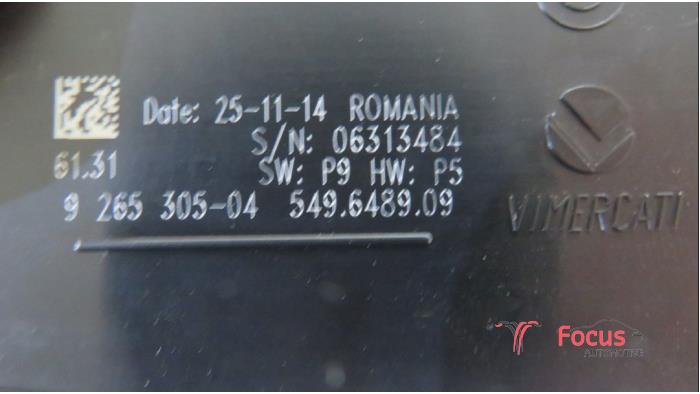 Date: 25-11-14 ROMANIA
S/N: 06313484
61.31 SW: P9 HW: P5
9 265 305-04 549.6489.09
VIMERCATI
Focus
AUTOMOTIVE